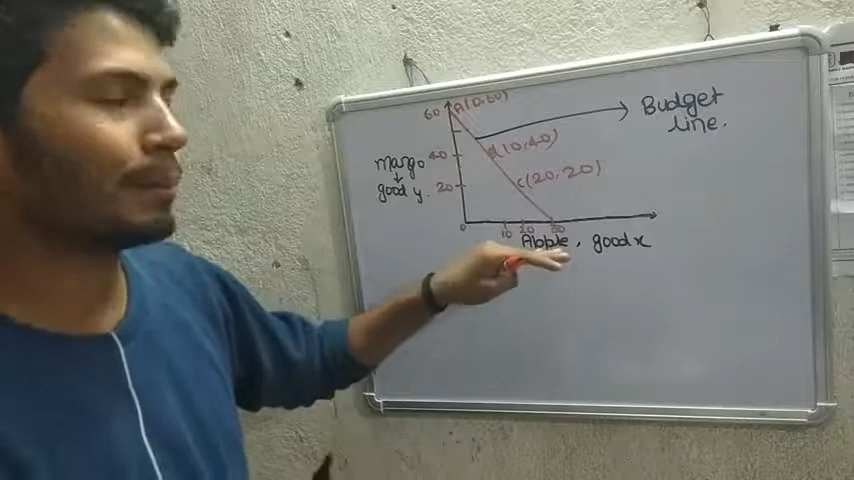 60 A(0,60)
Budget
line.
B(10,40)
mango 40
↓
good y.
20
C(20,20)
0 10 20 30
Apple, good x